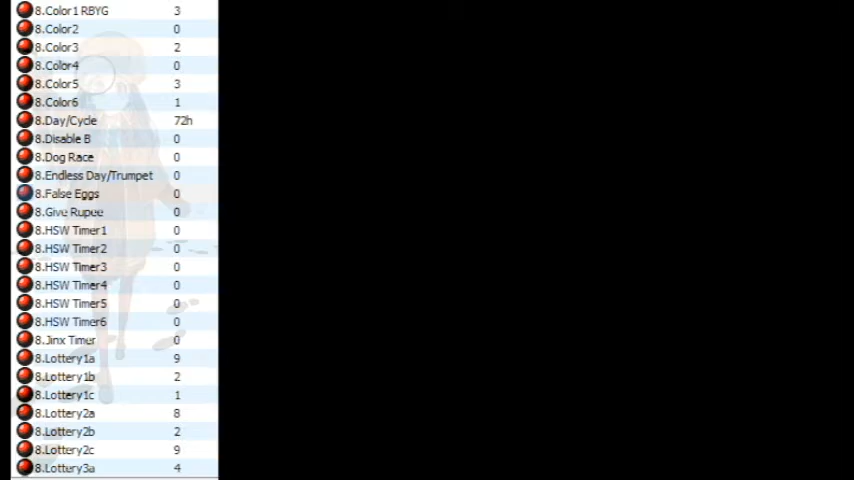 8.Color1 RBYG 3
8.Color2 0
8.Color3 2
8.Color4 0
8.Color5 3
8.Color6 1
8.Day/Cycle 72h
8.Disable B 0
8.Dog Race 0
8.Endless Day/Trumpet 0
8.False Eggs 0
8.Give Rupee 0
8.HSW Timer1 0
8.HSW Timer2 0
8.HSW Timer3 0
8.HSW Timer4 0
8.HSW Timer5 0
8.HSW Timer6 0
8.Jinx Timer 0
8.Lottery1a 9
8.Lottery1b 2
8.Lottery1c 1
8.Lottery2a 8
8.Lottery2b 2
8.Lottery2c 9
8.Lottery3a 4